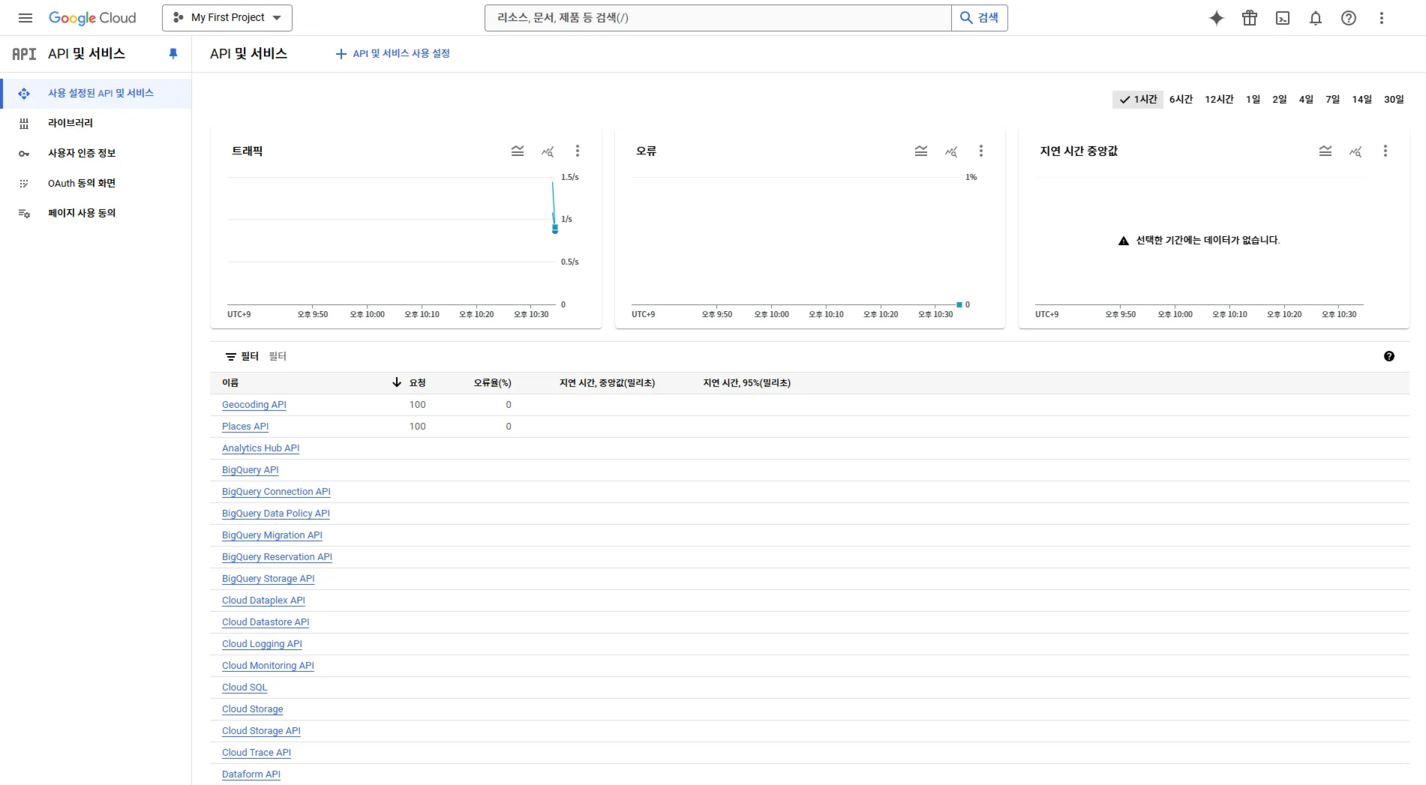 Google Cloud
My First Project
리소스, 문서, 제품 등 검색(/)
검색
API API 및 서비스
API 및 서비스
API 및 서비스 사용 설정
사용 설정된 API 및 서비스
라이브러리
사용자 인증 정보
OAuth 동의 화면
페이지 사용 동의
1시간 6시간 12시간 1일 2일 4일 7일 14일 30일
트래픽
1.5/s
1/s
0.5/s
0
UTC+9 오후 9:50 오후 10:00 오후 10:10 오후 10:20 오후 10:30
오류
1%
0
UTC+9 오후 9:50 오후 10:00 오후 10:10 오후 10:20 오후 10:30
지연 시간 중앙값
선택한 기간에는 데이터가 없습니다.
UTC+9 오후 9:50 오후 10:00 오후 10:10 오후 10:20 오후 10:30
필터 필터
이름 요청 오류율(%) 지연 시간, 중앙값(밀리초) 지연 시간, 95%(밀리초)
Geocoding API 100 0
Places API 100 0
Analytics Hub API
BigQuery API
BigQuery Connection API
BigQuery Data Policy API
BigQuery Migration API
BigQuery Reservation API
BigQuery Storage API
Cloud Dataplex API
Cloud Datastore API
Cloud Logging API
Cloud Monitoring API
Cloud SQL
Cloud Storage
Cloud Storage API
Cloud Trace API
Dataform API